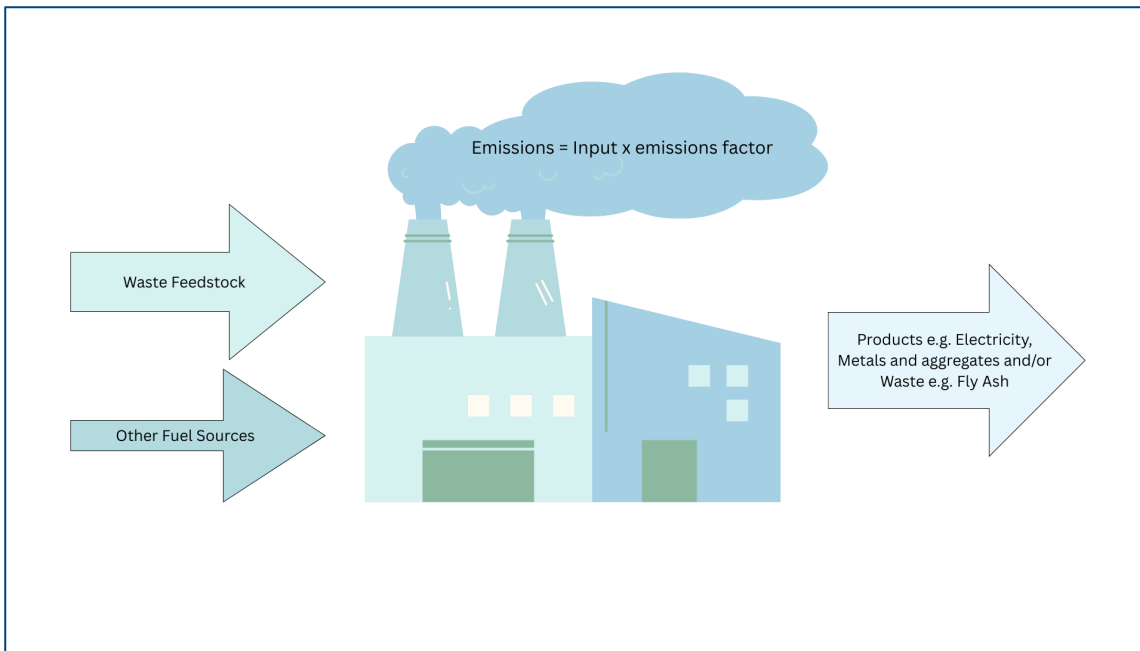 Emissions = Input x emissions factor
Waste Feedstock
Other Fuel Sources
Products e.g. Electricity,
Metals and aggregates and/or
Waste e.g. Fly Ash